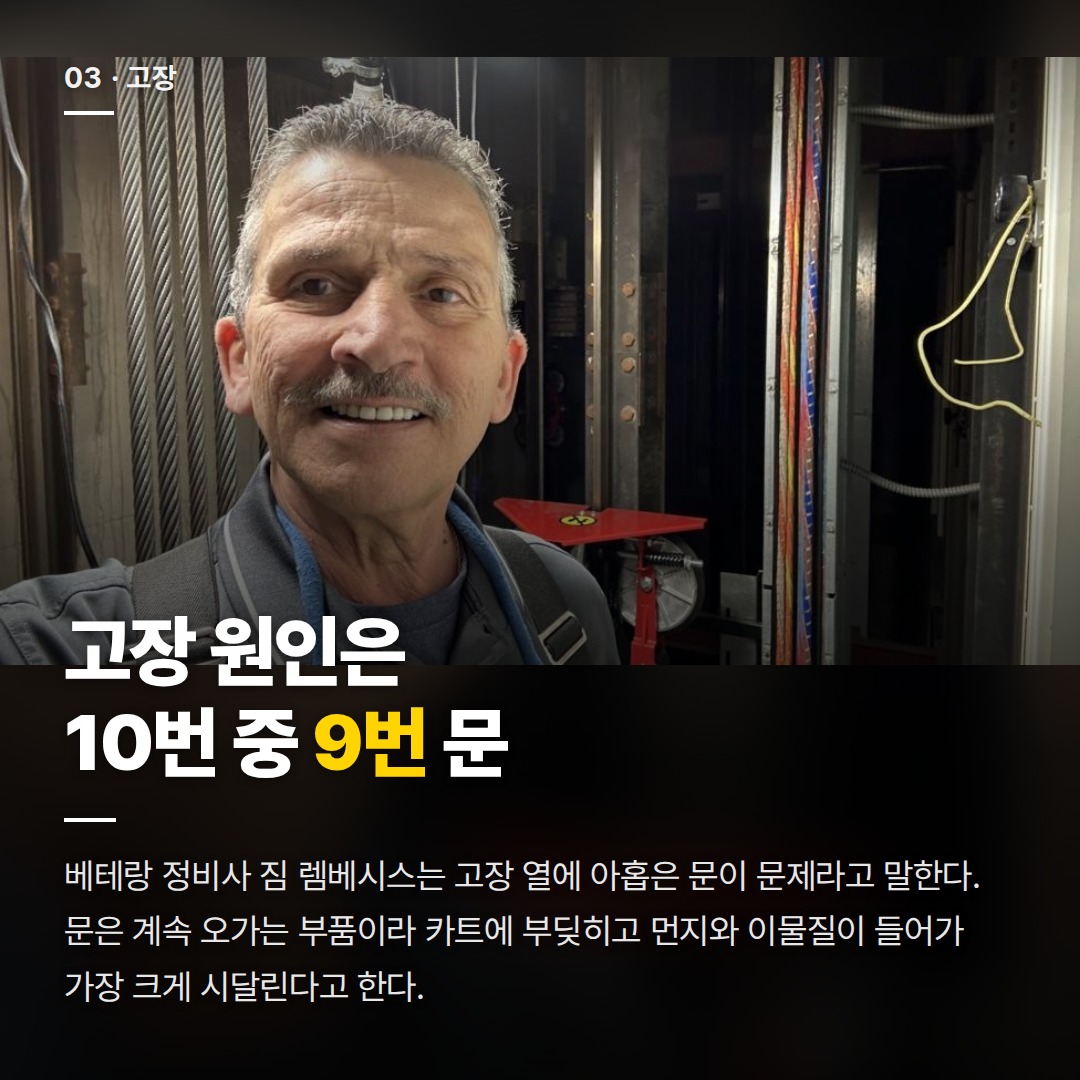 03 · 고장
고장 원인은
10번 중 9번 문
베테랑 정비사 짐 렘베시스는 고장 열에 아홉은 문이 문제라고 말한다.
문은 계속 오가는 부품이라 카트에 부딪히고 먼지와 이물질이 들어가
가장 크게 시달린다고 한다.